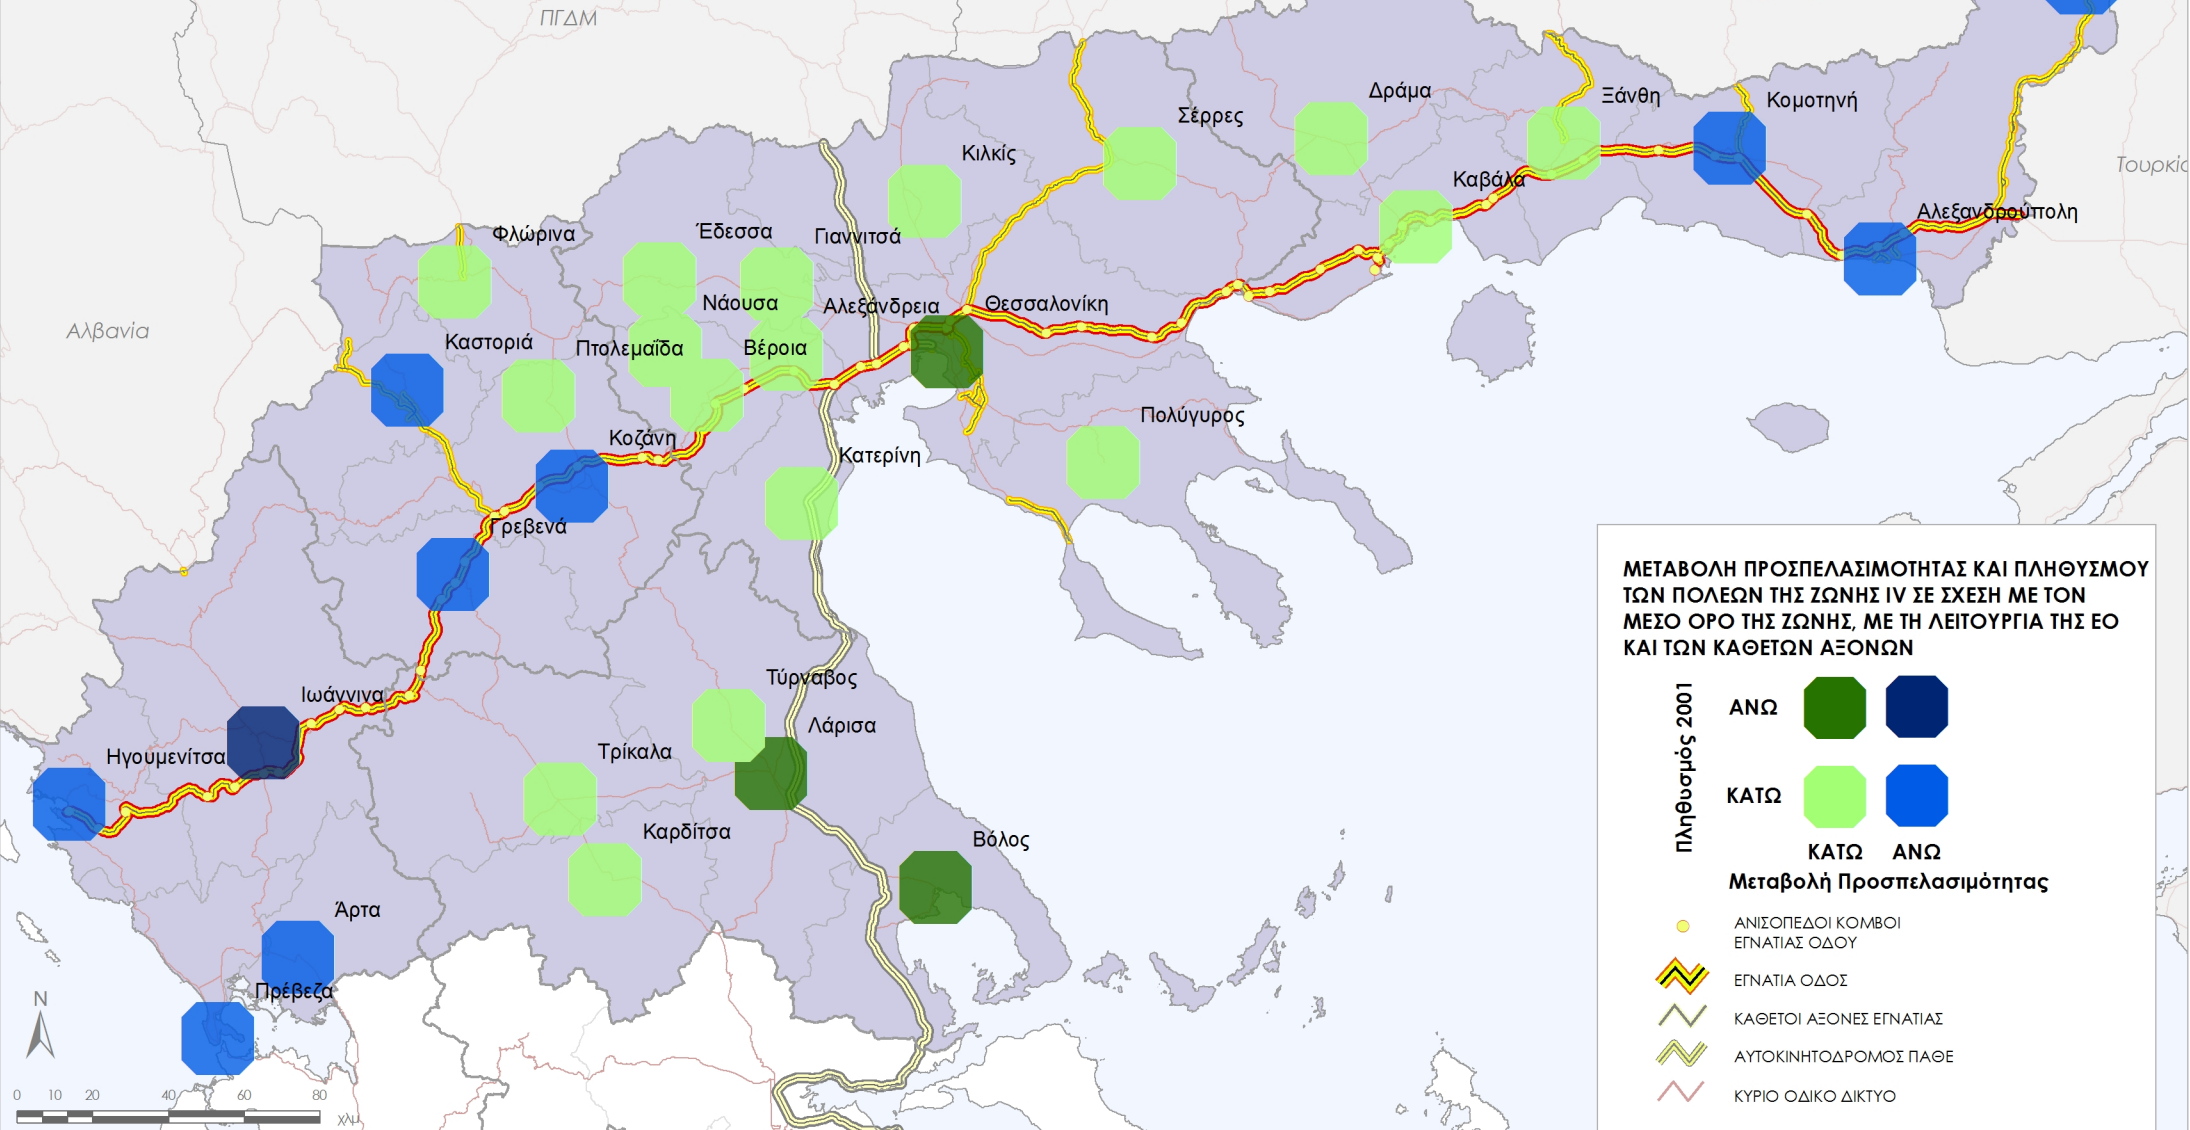 ΠΓΔΜ
Δράμα
Ξάνθη
Κομοτηνή
Σέρρες
Κιλκίς
Τουρκία
Καβάλα
Αλεξανδρούπολη
Φλώρινα
Έδεσσα
Γιαννιτσά
Νάουσα
Αλεξάνδρεια
Θεσσαλονίκη
Αλβανία
Καστοριά
Πτολεμαΐδα
Βέροια
Πολύγυρος
Κοζάνη
Κατερίνη
Γρεβενά
Τύρναβος
Ιωάννινα
Λάρισα
Τρίκαλα
Ηγουμενίτσα
Καρδίτσα
Βόλος
Άρτα
Πρέβεζα
N
0 10 20 40 60 80
χλμ
ΜΕΤΑΒΟΛΗ ΠΡΟΣΠΕΛΑΣΙΜΟΤΗΤΑΣ ΚΑΙ ΠΛΗΘΥΣΜΟΥ
ΤΩΝ ΠΟΛΕΩΝ ΤΗΣ ΖΩΝΗΣ IV ΣΕ ΣΧΕΣΗ ΜΕ ΤΟΝ
ΜΕΣΟ ΟΡΟ ΤΗΣ ΖΩΝΗΣ, ΜΕ ΤΗ ΛΕΙΤΟΥΡΓΙΑ ΤΗΣ ΕΟ
ΚΑΙ ΤΩΝ ΚΑΘΕΤΩΝ ΑΞΟΝΩΝ
Πληθυσμός 2001
ΑΝΩ
ΚΑΤΩ
ΚΑΤΩ ΑΝΩ
Μεταβολή Προσπελασιμότητας
ΑΝΙΣΟΠΕΔΟΙ ΚΟΜΒΟΙ
ΕΓΝΑΤΙΑΣ ΟΔΟΥ
ΕΓΝΑΤΙΑ ΟΔΟΣ
ΚΑΘΕΤΟΙ ΑΞΟΝΕΣ ΕΓΝΑΤΙΑΣ
ΑΥΤΟΚΙΝΗΤΟΔΡΟΜΟΣ ΠΑΘΕ
ΚΥΡΙΟ ΟΔΙΚΟ ΔΙΚΤΥΟ